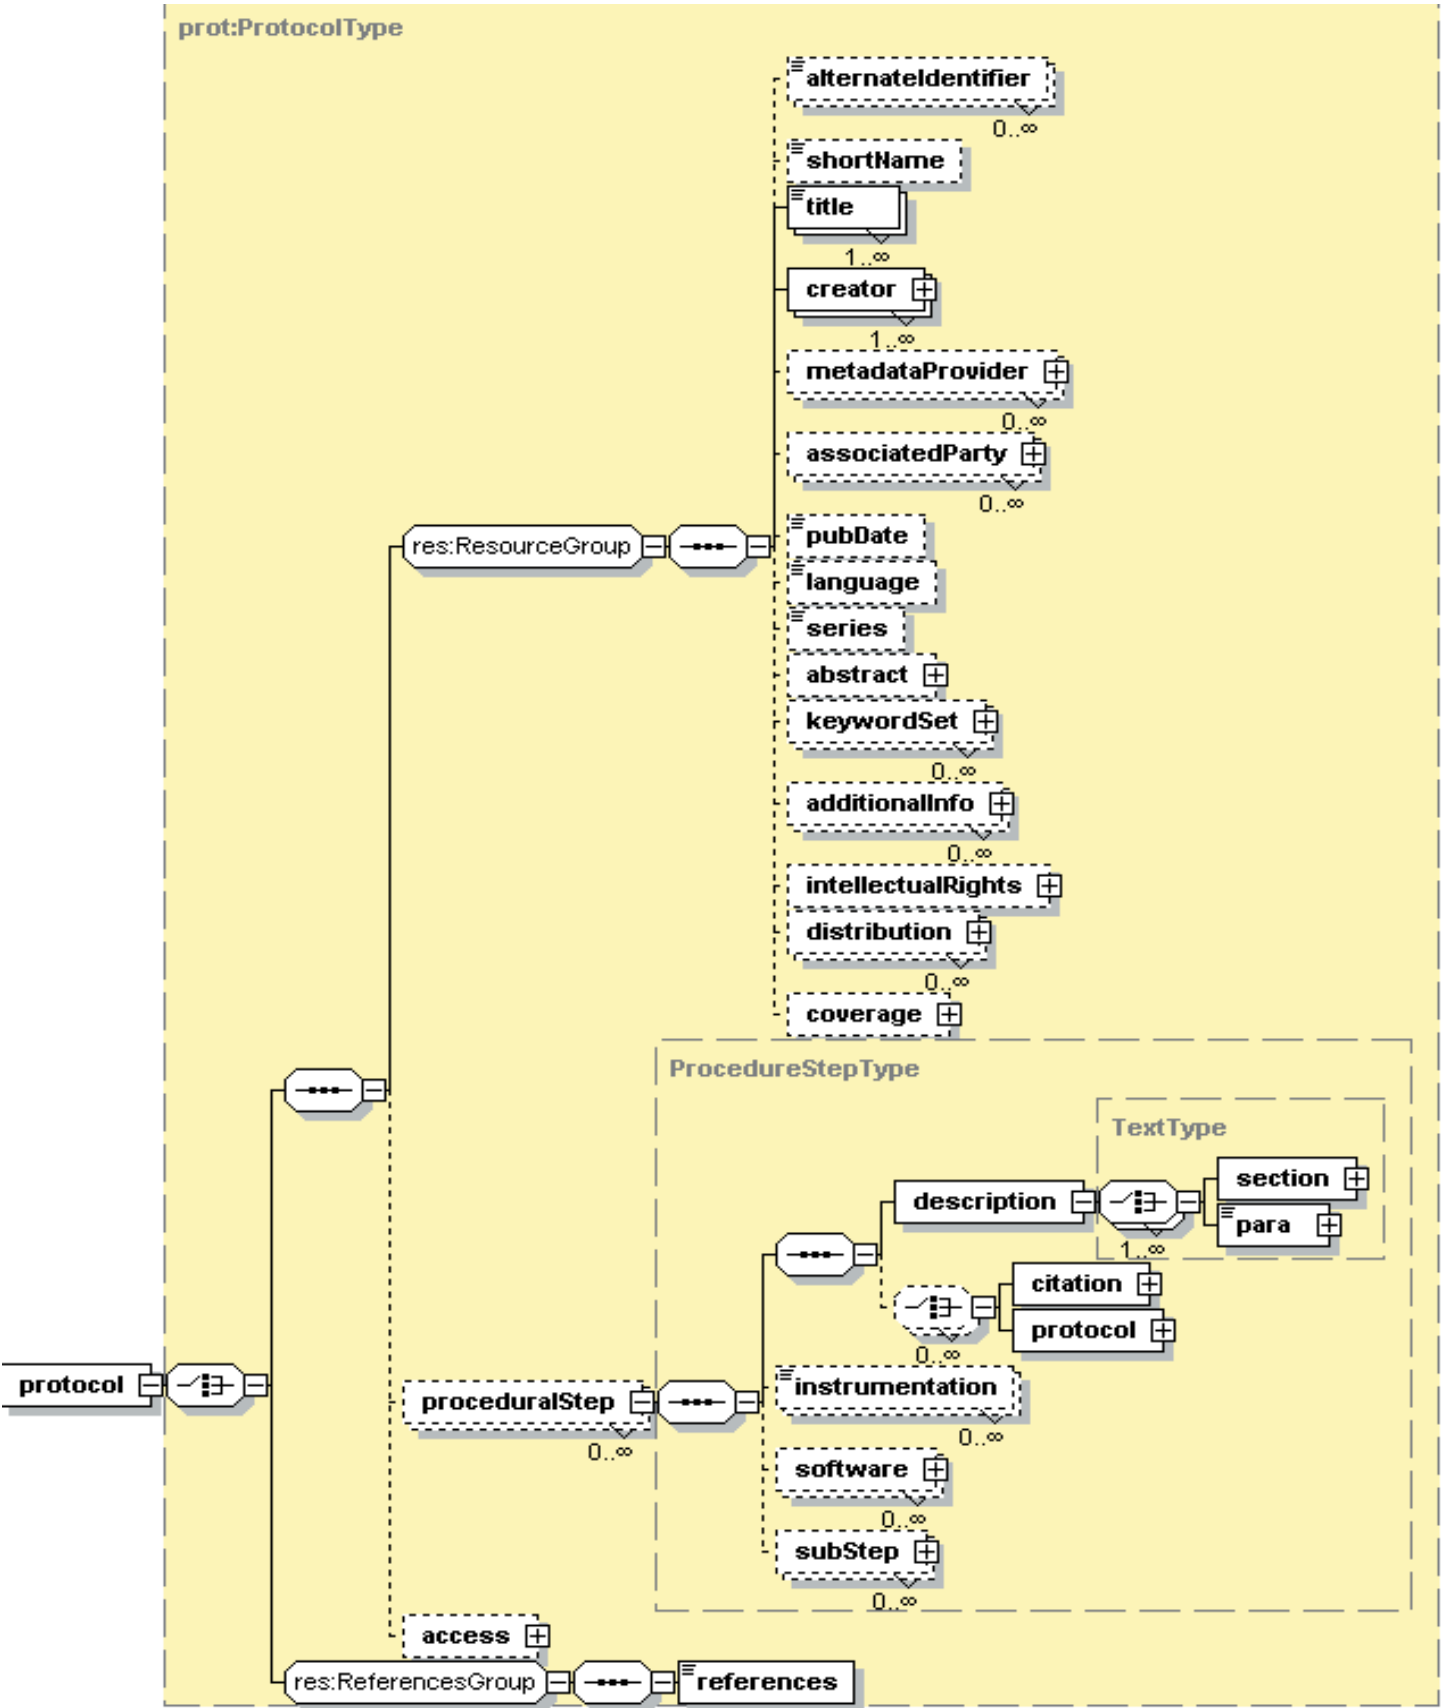 prot:ProtocolType
alternateIdentifier
0..∞
shortName
title
1..∞
creator
1..∞
metadataProvider
0..∞
associatedParty
0..∞
pubDate
res:ResourceGroup
language
series
abstract
keywordSet
0..∞
additionalInfo
0..∞
intellectualRights
distribution
0..∞
coverage
ProcedureStepType
TextType
section
description
para
1..∞
citation
protocol
0..∞
protocol
instrumentation
proceduralStep
0..∞
0..∞
software
0..∞
subStep
0..∞
access
res:ReferencesGroup
references